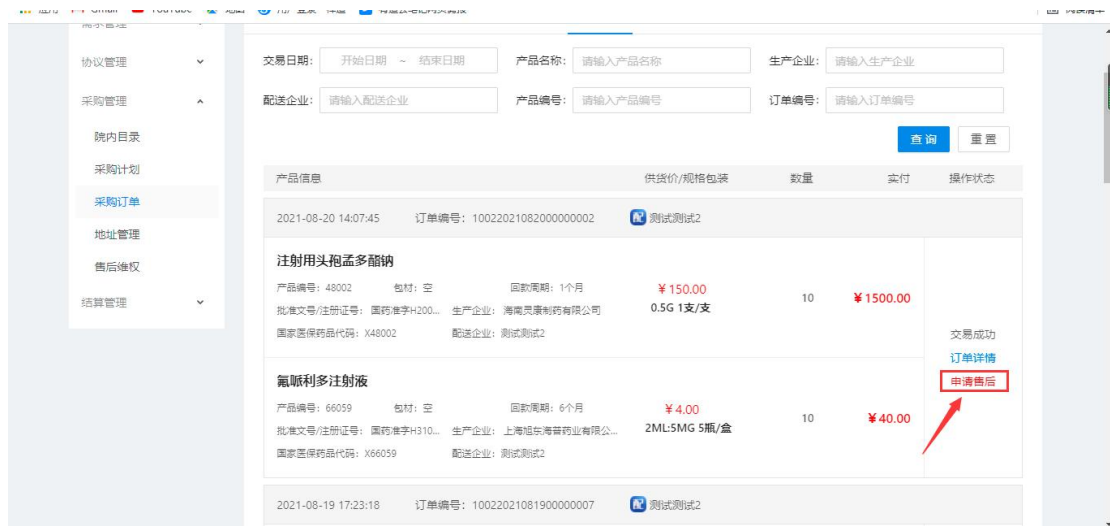 Gmail
YouTube
地图
协议管理
采购管理
院内目录
采购计划
采购订单
地址管理
售后维权
结算管理
交易日期: 开始日期 ~ 结束日期 产品名称: 请输入产品名称 生产企业: 请输入生产企业
配送企业: 请输入配送企业 产品编号: 请输入产品编号 订单编号: 请输入订单编号
查询 重置
产品信息 供货价/规格包装 数量 实付 操作状态
2021-08-20 14:07:45 订单编号: 10022021082000000002 配 测试测试2
注射用头孢孟多酯钠
产品编号: 48002 包材: 空 回款周期: 1个月 ¥150.00 10 ¥1500.00
批准文号/注册证号: 国药准字H200... 生产企业: 海南灵康制药有限公司 0.5G 1支/支
国家医保药品代码: X48002 配送企业: 测试测试2
交易成功
订单详情
申请售后
氟哌利多注射液
产品编号: 66059 包材: 空 回款周期: 6个月 ¥4.00 10 ¥40.00
批准文号/注册证号: 国药准字H310... 生产企业: 上海旭东海普药业有限公... 2ML:5MG 5瓶/盒
国家医保药品代码: X66059 配送企业: 测试测试2
2021-08-19 17:23:18 订单编号: 10022021081900000007 配 测试测试2